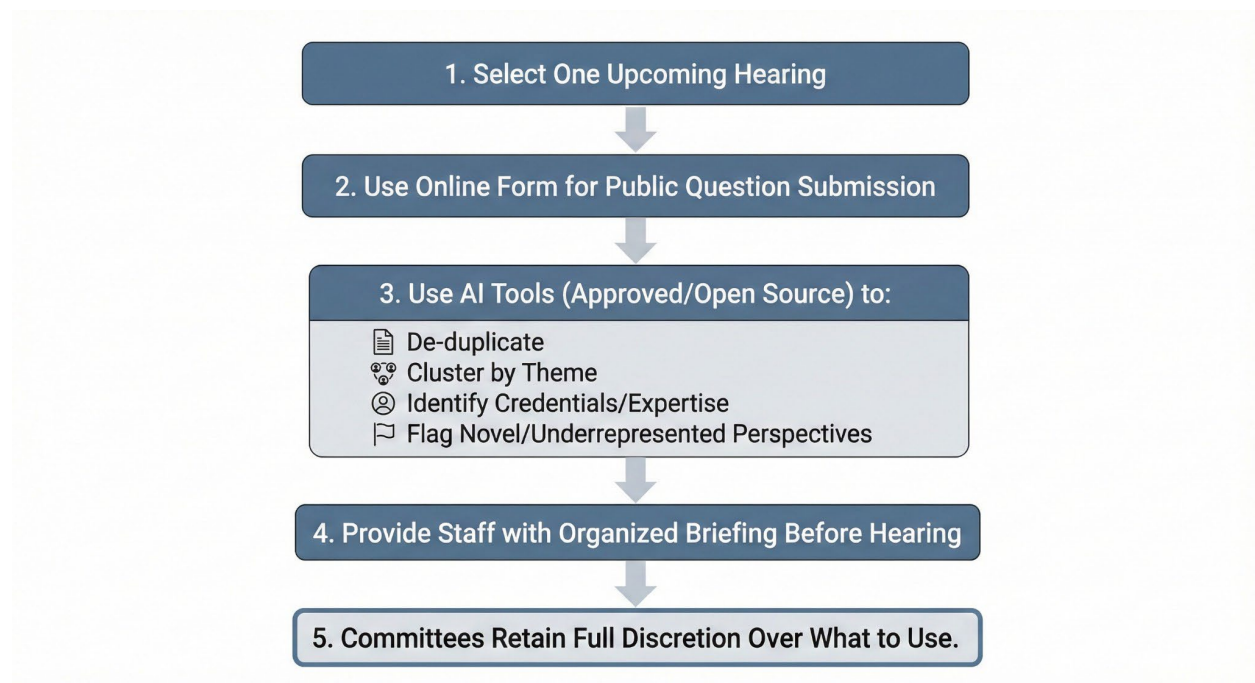 1. Select One Upcoming Hearing
2. Use Online Form for Public Question Submission
3. Use AI Tools (Approved/Open Source) to:
De-duplicate
Cluster by Theme
Identify Credentials/Expertise
Flag Novel/Underrepresented Perspectives
4. Provide Staff with Organized Briefing Before Hearing
5. Committees Retain Full Discretion Over What to Use.